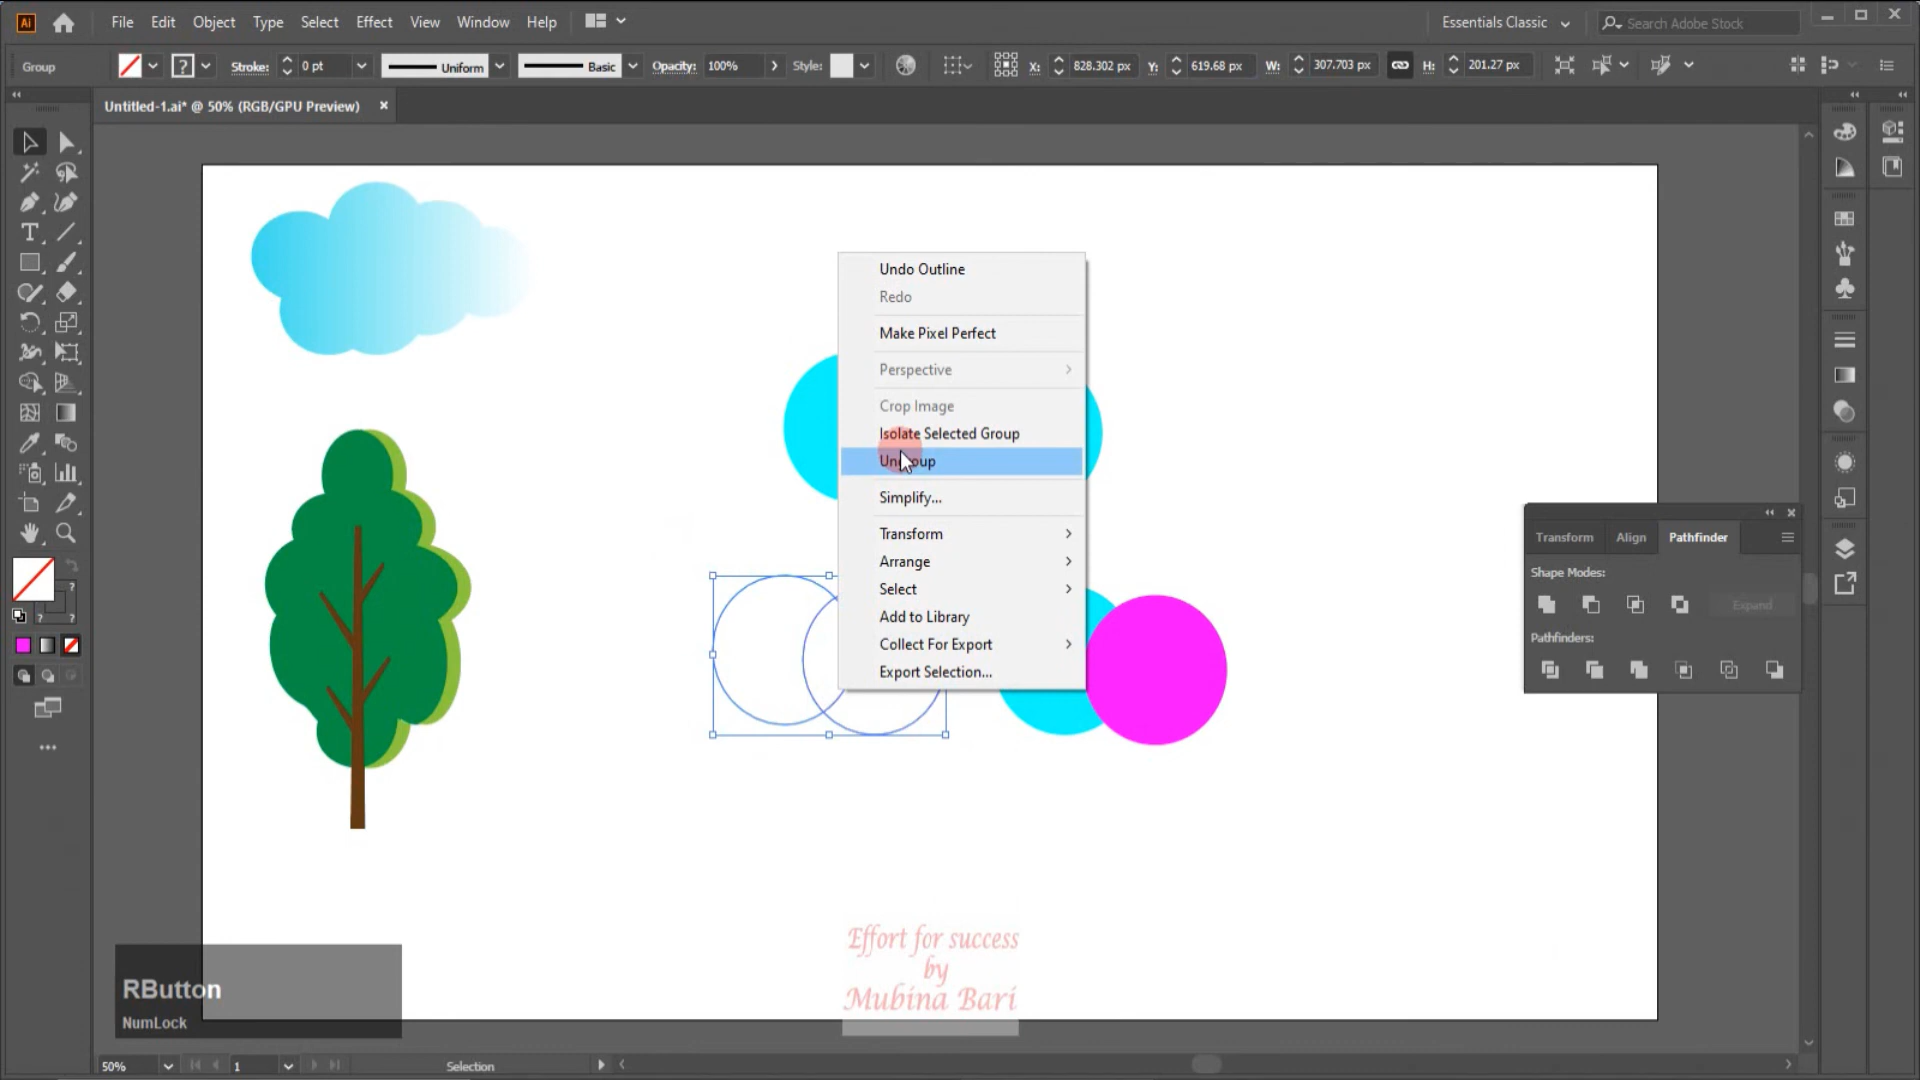 Ai File Edit Object Type Select Effect View Window Help Essentials Classic Search Adobe Stock
Group Stroke: 0 pt Uniform Basic Opacity: 100% Style: X: 828.302 px Y: 619.68 px W: 307.703 px H: 201.27 px
Untitled-1.ai* @ 50% (RGB/GPU Preview)
Undo Outline
Redo
Make Pixel Perfect
Perspective
Crop Image
Isolate Selected Group
Ungroup
Simplify...
Transform
Arrange
Select
Add to Library
Collect For Export
Export Selection...
Transform Align Pathfinder
Shape Modes:
Expand
Pathfinders:
Effort for success
by
Mubina Bari
RButton
NumLock
50% 1 Selection